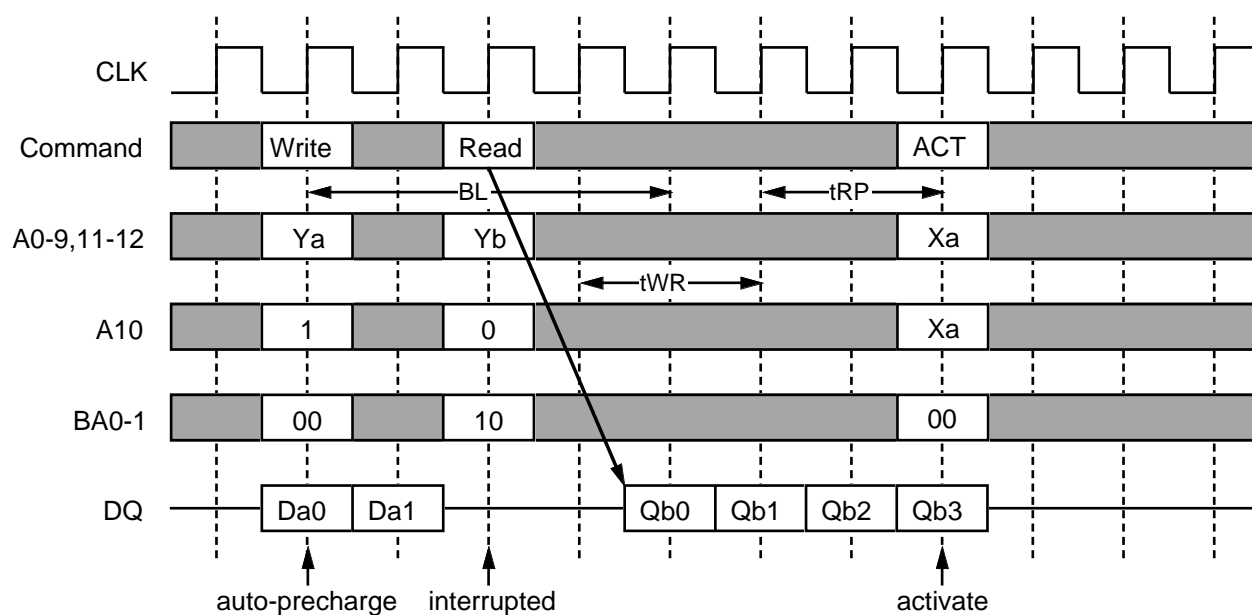 CLK
Command Write Read ACT
BL tRP
A0-9,11-12 Ya Yb Xa
tWR
A10 1 0 Xa
BA0-1 00 10 00
DQ Da0 Da1 Qb0 Qb1 Qb2 Qb3
auto-precharge interrupted activate